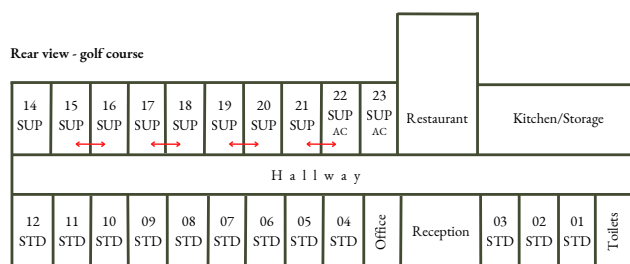 Rear view - golf course
14 SUP
15 SUP
16 SUP
17 SUP
18 SUP
19 SUP
20 SUP
21 SUP
22 SUP AC
23 SUP AC
Restaurant
Kitchen/Storage
Hallway
12 STD
11 STD
10 STD
09 STD
08 STD
07 STD
06 STD
05 STD
04 STD
Office
Reception
03 STD
02 STD
01 STD
Toilets